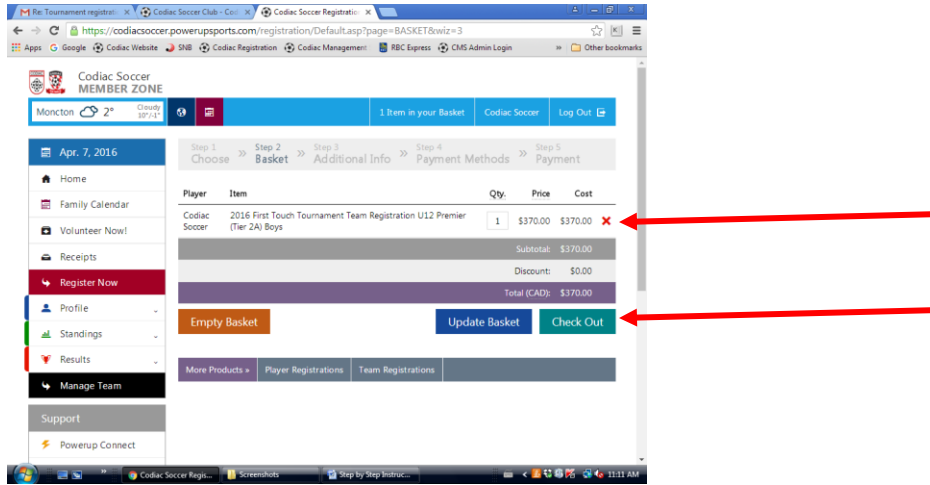 Re: Tournament registrati
Codiac Soccer Club - Codi
Codiac Soccer Registration
https://codiacsoccer.powerupsports.com/registration/Default.asp?page=BASKET&wiz=3
Apps Google Codiac Website SNB Codiac Registration Codiac Management RBC Express CMS Admin Login » Other bookmarks
Codiac Soccer
MEMBER ZONE
Moncton 2° Cloudy 10°/-1°
1 Item in your Basket Codiac Soccer Log Out
Apr. 7, 2016
Home
Family Calendar
Volunteer Now!
Receipts
Register Now
Profile
Standings
Results
Manage Team
Support
Powerup Connect
Step 1 Choose » Step 2 Basket » Step 3 Additional Info » Step 4 Payment Methods » Step 5 Payment
Player Item Qty. Price Cost
Codiac Soccer 2016 First Touch Tournament Team Registration U12 Premier (Tier 2A) Boys 1 $370.00 $370.00
Subtotal: $370.00
Discount: $0.00
Total (CAD): $370.00
Empty Basket Update Basket Check Out
More Products » Player Registrations Team Registrations
Codiac Soccer Regis... Screenshots Step by Step Instruc... 11:11 AM